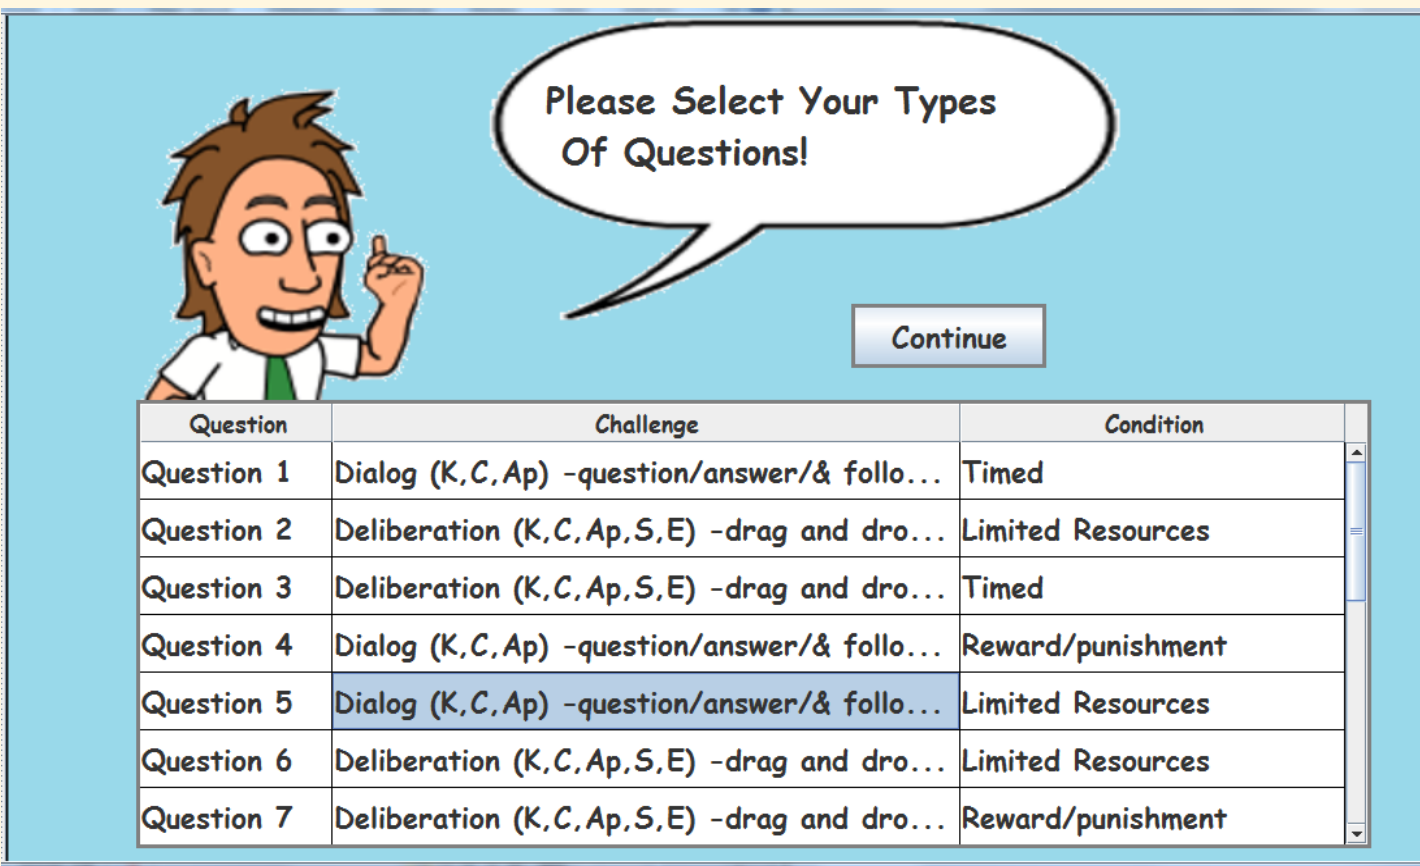 Please Select Your Types
Of Questions!
Continue
Question Challenge Condition
Question 1 Dialog (K,C,Ap) -question/answer/& follo... Timed
Question 2 Deliberation (K,C,Ap,S,E) -drag and dro... Limited Resources
Question 3 Deliberation (K,C,Ap,S,E) -drag and dro... Timed
Question 4 Dialog (K,C,Ap) -question/answer/& follo... Reward/punishment
Question 5 Dialog (K,C,Ap) -question/answer/& follo... Limited Resources
Question 6 Deliberation (K,C,Ap,S,E) -drag and dro... Limited Resources
Question 7 Deliberation (K,C,Ap,S,E) -drag and dro... Reward/punishment